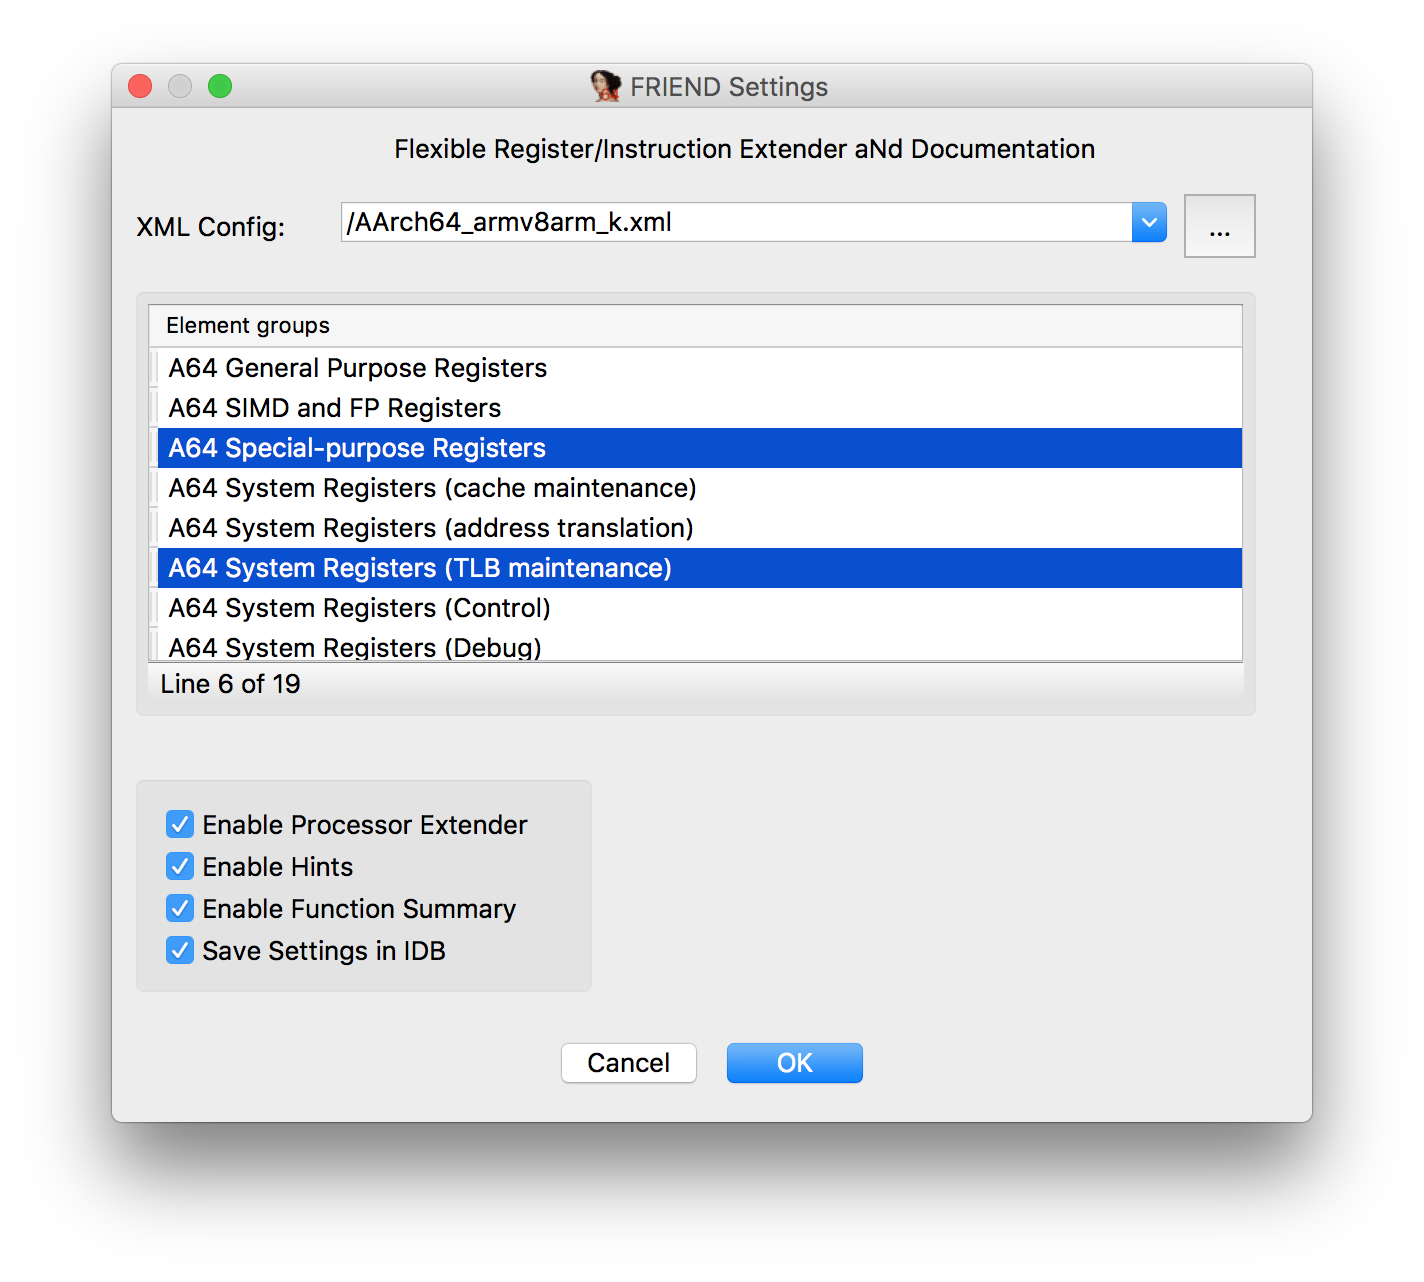 FRIEND Settings
Flexible Register/Instruction Extender aNd Documentation
XML Config: /AArch64_armv8arm_k.xml ...
Element groups
A64 General Purpose Registers
A64 SIMD and FP Registers
A64 Special-purpose Registers
A64 System Registers (cache maintenance)
A64 System Registers (address translation)
A64 System Registers (TLB maintenance)
A64 System Registers (Control)
A64 System Registers (Debug)
Line 6 of 19
Enable Processor Extender
Enable Hints
Enable Function Summary
Save Settings in IDB
Cancel OK